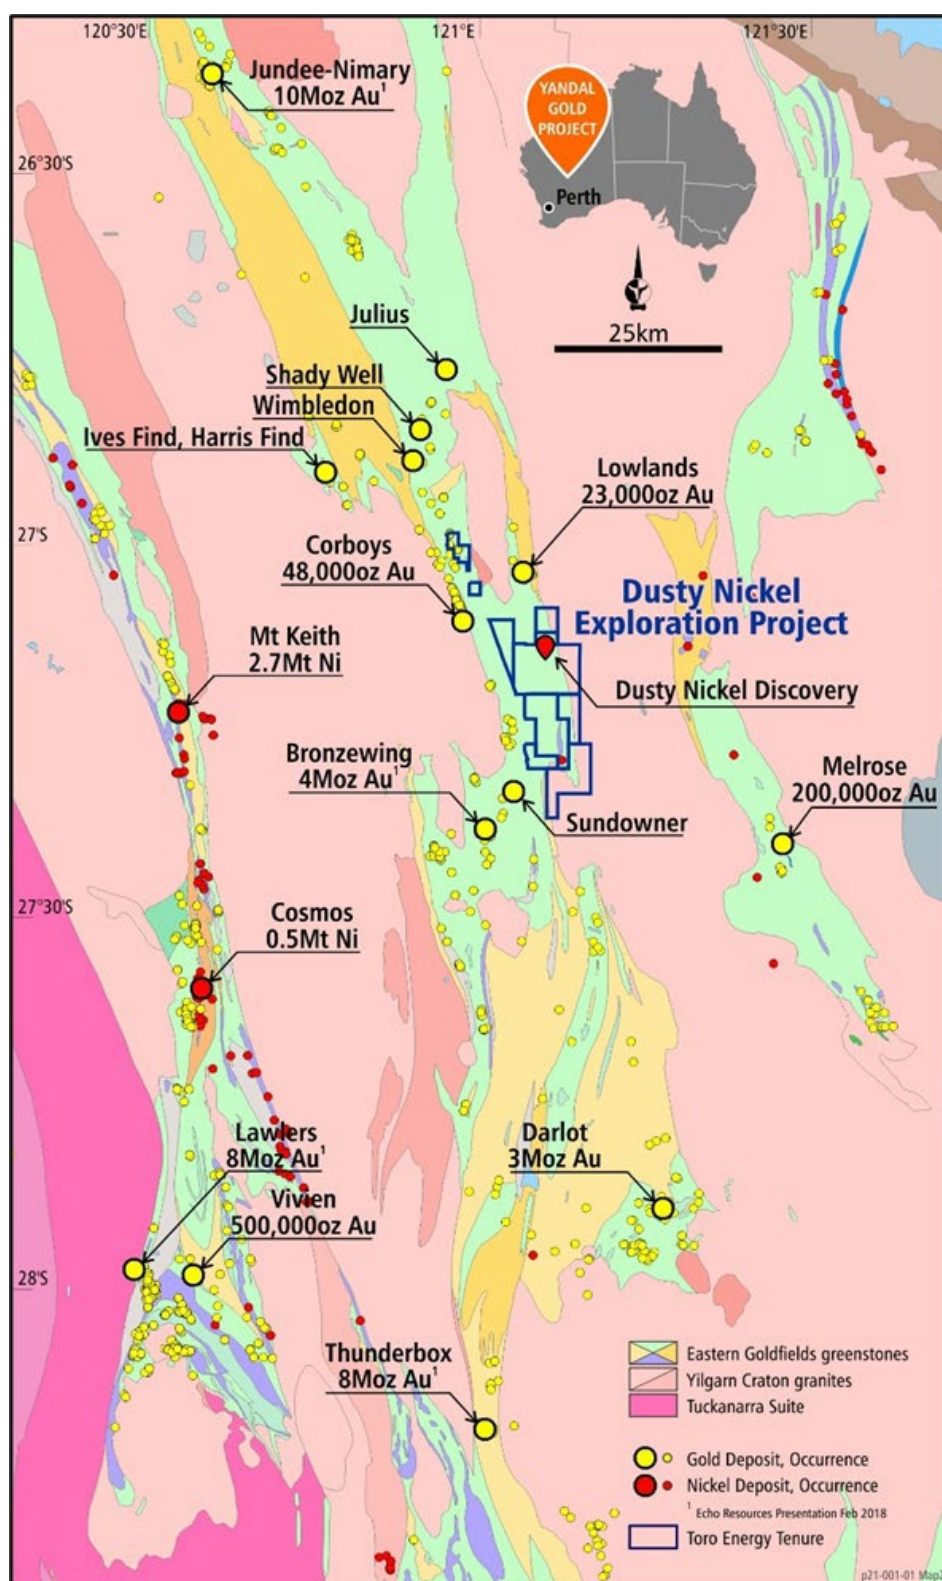 120°30'E
121°E
121°30'E
Jundee-Nimary
10Moz Au¹
YANDAL
GOLD
PROJECT
Perth
26°30'S
25km
Julius
Shady Well
Wimbledon
Ives Find, Harris Find
Lowlands
23,000oz Au
27°S
Corboys
48,000oz Au
Dusty Nickel
Exploration Project
Mt Keith
2.7Mt Ni
Dusty Nickel Discovery
Bronzewing
4Moz Au¹
Melrose
200,000oz Au
Sundowner
27°30'S
Cosmos
0.5Mt Ni
Lawlers
8Moz Au¹
Darlot
3Moz Au
Vivien
500,000oz Au
28°S
Thunderbox
8Moz Au¹
Eastern Goldfields greenstones
Yilgarn Craton granites
Tuckanarra Suite
Gold Deposit, Occurrence
Nickel Deposit, Occurrence
¹ Echo Resources Presentation Feb 2018
Toro Energy Tenure